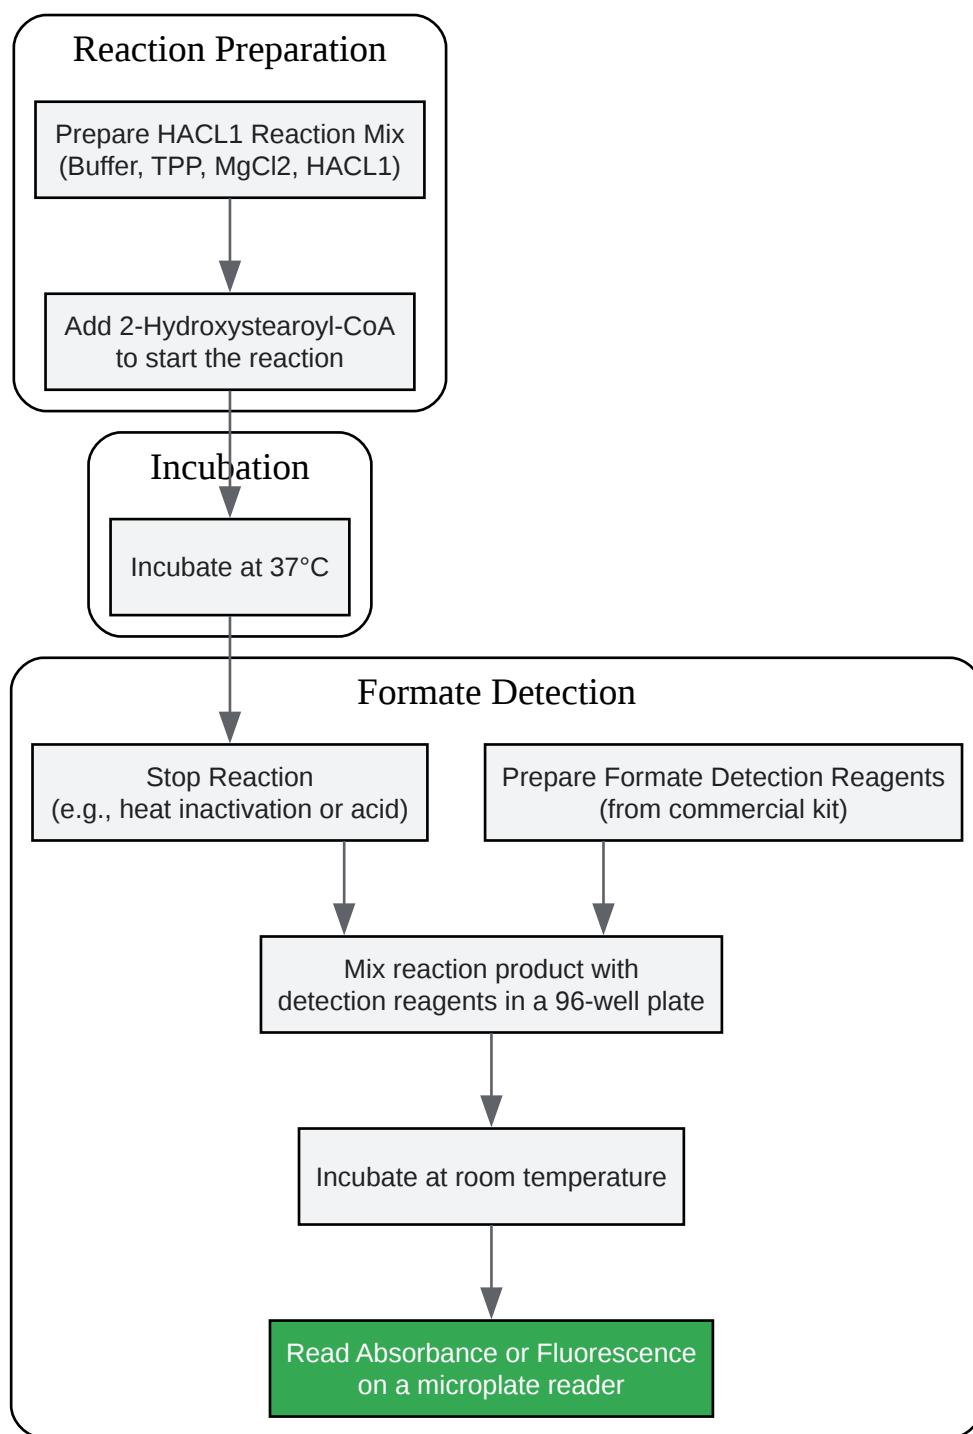 Reaction Preparation
Prepare HACL1 Reaction Mix
(Buffer, TPP, MgCl2, HACL1)
Add 2-Hydroxystearoyl-CoA
to start the reaction
Incubation
Incubate at 37°C
Formate Detection
Stop Reaction
(e.g., heat inactivation or acid)
Prepare Formate Detection Reagents
(from commercial kit)
Mix reaction product with
detection reagents in a 96-well plate
Incubate at room temperature
Read Absorbance or Fluorescence
on a microplate reader